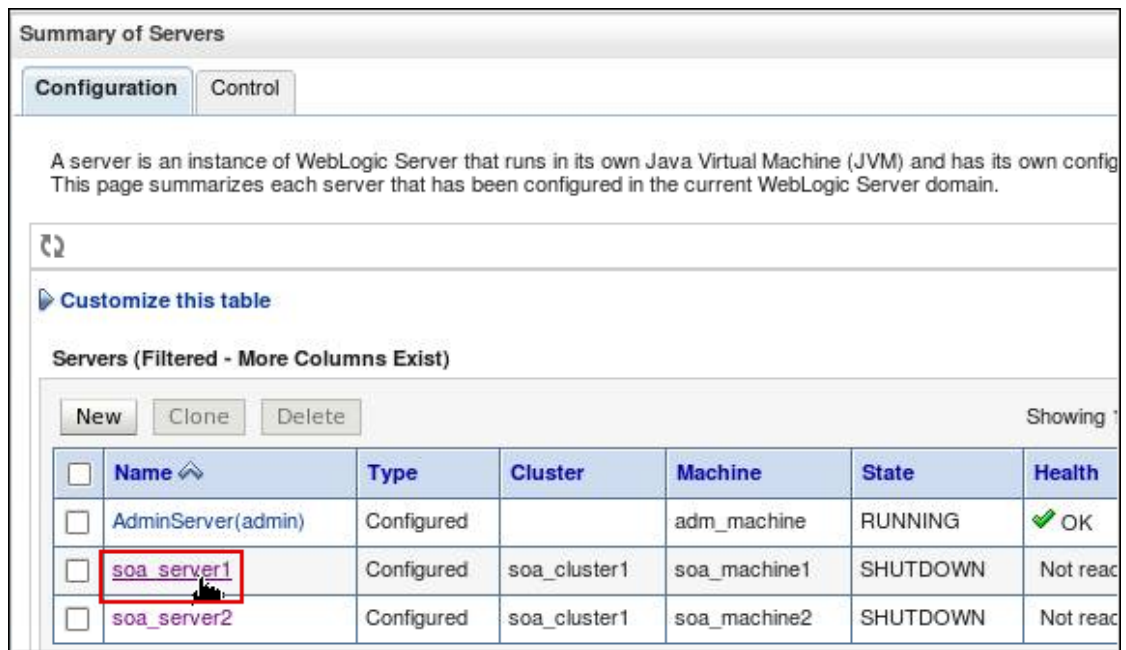 Summary of Servers
Configuration Control
A server is an instance of WebLogic Server that runs in its own Java Virtual Machine (JVM) and has its own config
This page summarizes each server that has been configured in the current WebLogic Server domain.
Customize this table
Servers (Filtered - More Columns Exist)
New Clone Delete Showing
Name Type Cluster Machine State Health
AdminServer(admin) Configured adm_machine RUNNING OK
soa_server1 Configured soa_cluster1 soa_machine1 SHUTDOWN Not reac
soa_server2 Configured soa_cluster1 soa_machine2 SHUTDOWN Not reac